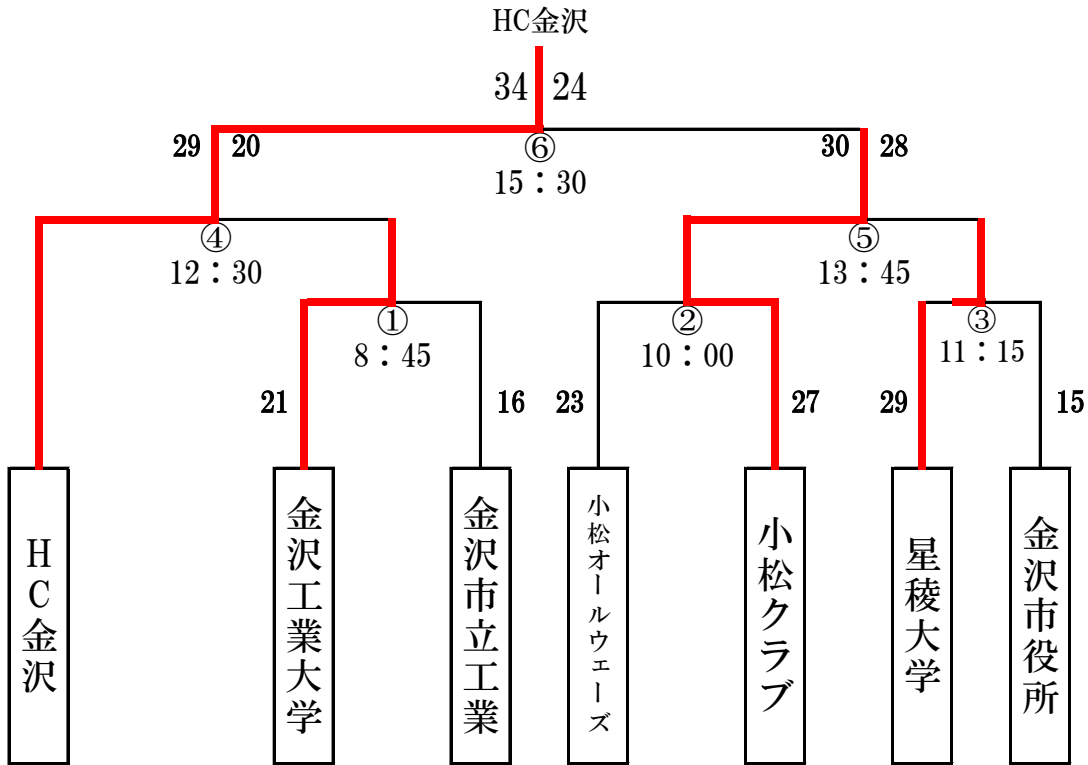 HC金沢
34 24
29 20
30 28
⑥
15：30
④
12：30
⑤
13：45
①
8：45
②
10：00
③
11：15
21
16
23
27
29
15
HC金沢
金沢工業大学
金沢市立工業
小松オールウェーズ
小松クラブ
星稜大学
金沢市役所